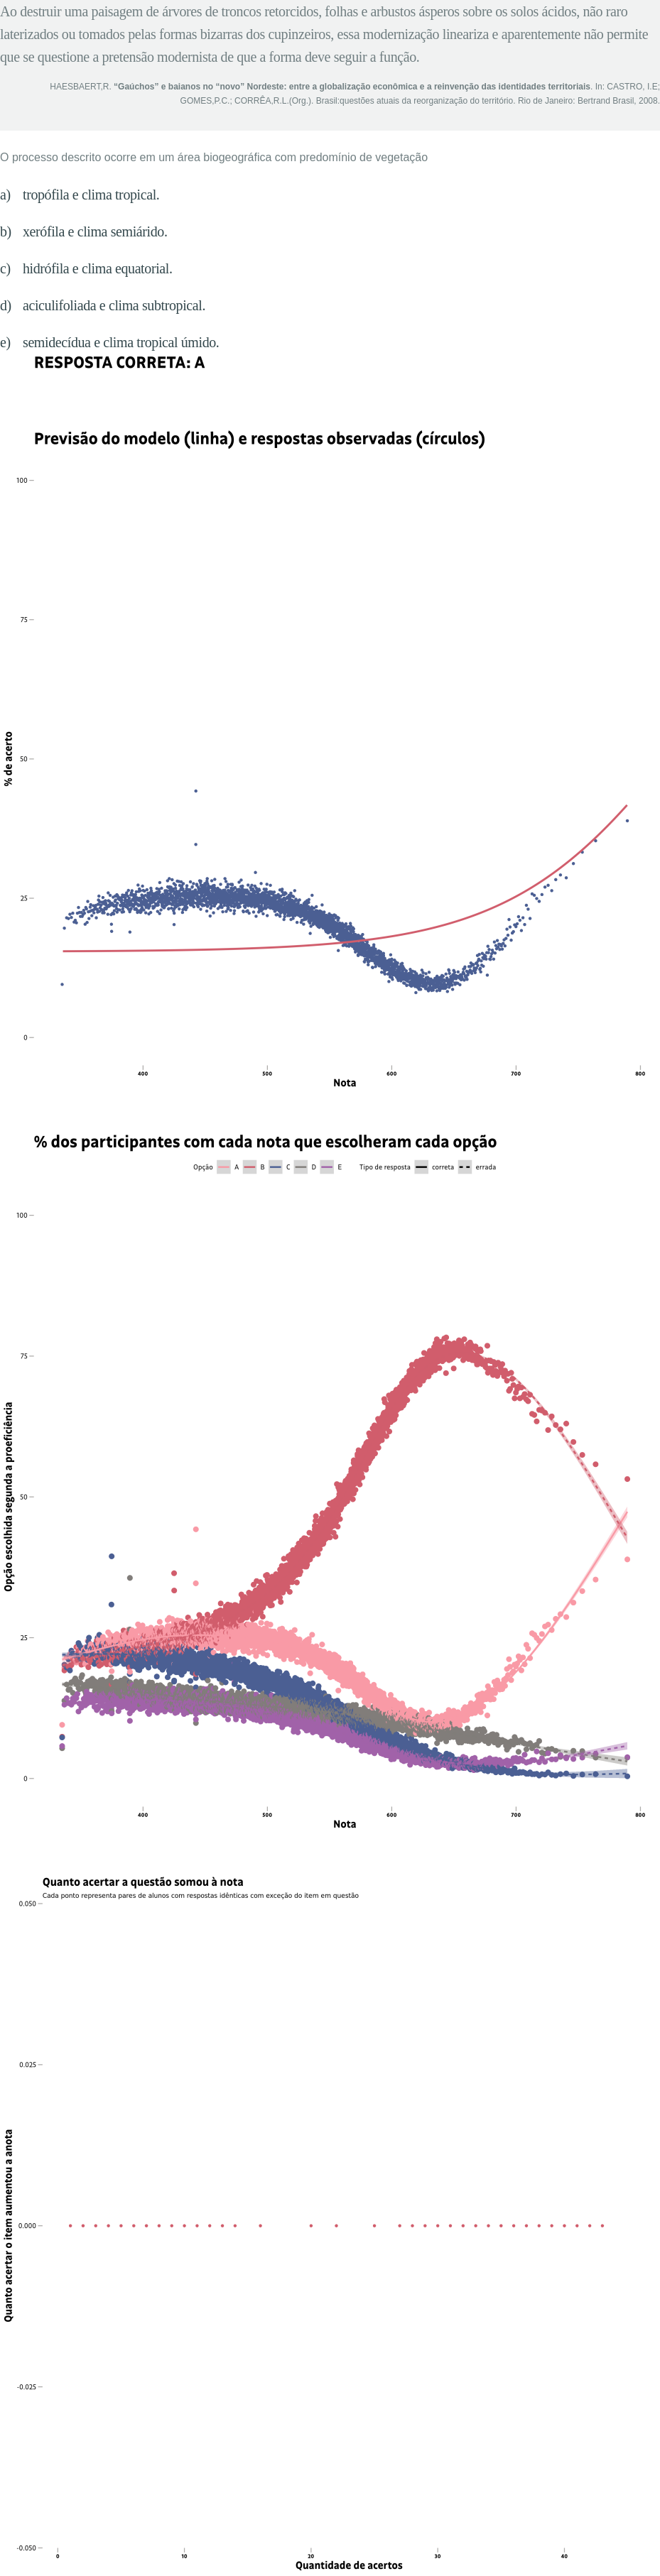 Ao destruir uma paisagem de árvores de troncos retorcidos, folhas e arbustos ásperos sobre os solos ácidos, não raro
laterizados ou tomados pelas formas bizarras dos cupinzeiros, essa modernização lineariza e aparentemente não permite
que se questione a pretensão modernista de que a forma deve seguir a função.
HAESBAERT,R. “Gaúchos” e baianos no “novo” Nordeste: entre a globalização econômica e a reinvenção das identidades territoriais. In: CASTRO, I.E;
GOMES,P.C.; CORRÊA,R.L.(Org.). Brasil:questões atuais da reorganização do território. Rio de Janeiro: Bertrand Brasil, 2008.
O processo descrito ocorre em um área biogeográfica com predomínio de vegetação
a) tropófila e clima tropical.
b) xerófila e clima semiárido.
c) hidrófila e clima equatorial.
d) aciculifoliada e clima subtropical.
e) semidecídua e clima tropical úmido.
RESPOSTA CORRETA: A
Previsão do modelo (linha) e respostas observadas (círculos)
100
75
50
25
0
% de acerto
400 500 600 700 800
Nota
% dos participantes com cada nota que escolheram cada opção
Opção A B C D E Tipo de resposta correta errada
100
75
50
25
0
Opção escolhida segunda a proeficiência
400 500 600 700 800
Nota
Quanto acertar a questão somou à nota
Cada ponto representa pares de alunos com respostas idênticas com exceção do item em questão
0.050
0.025
0.000
-0.025
-0.050
Quanto acertar o item aumentou a anota
0 10 20 30 40
Quantidade de acertos